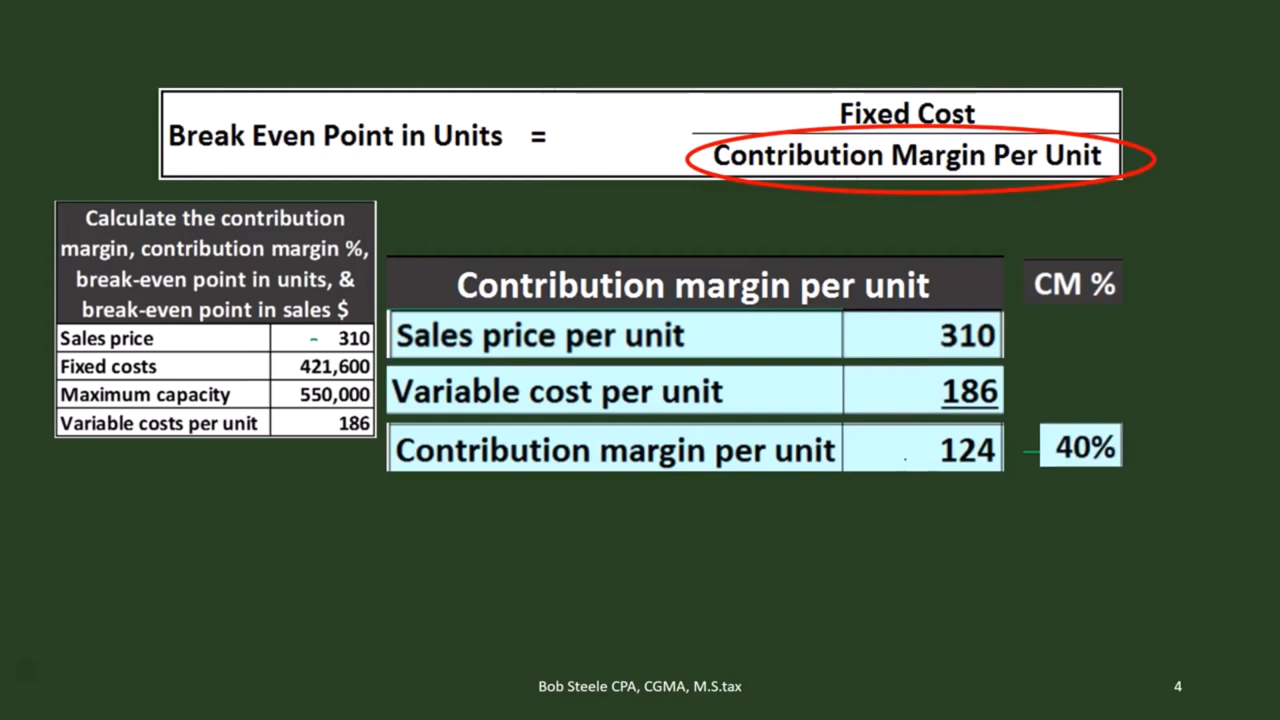 Break Even Point in Units = Fixed Cost
Contribution Margin Per Unit
Calculate the contribution
margin, contribution margin %,
break-even point in units, &
break-even point in sales $
Sales price 310
Fixed costs 421,600
Maximum capacity 550,000
Variable costs per unit 186
Contribution margin per unit CM %
Sales price per unit 310
Variable cost per unit 186
Contribution margin per unit 124 40%
Bob Steele CPA, CGMA, M.S.tax 4